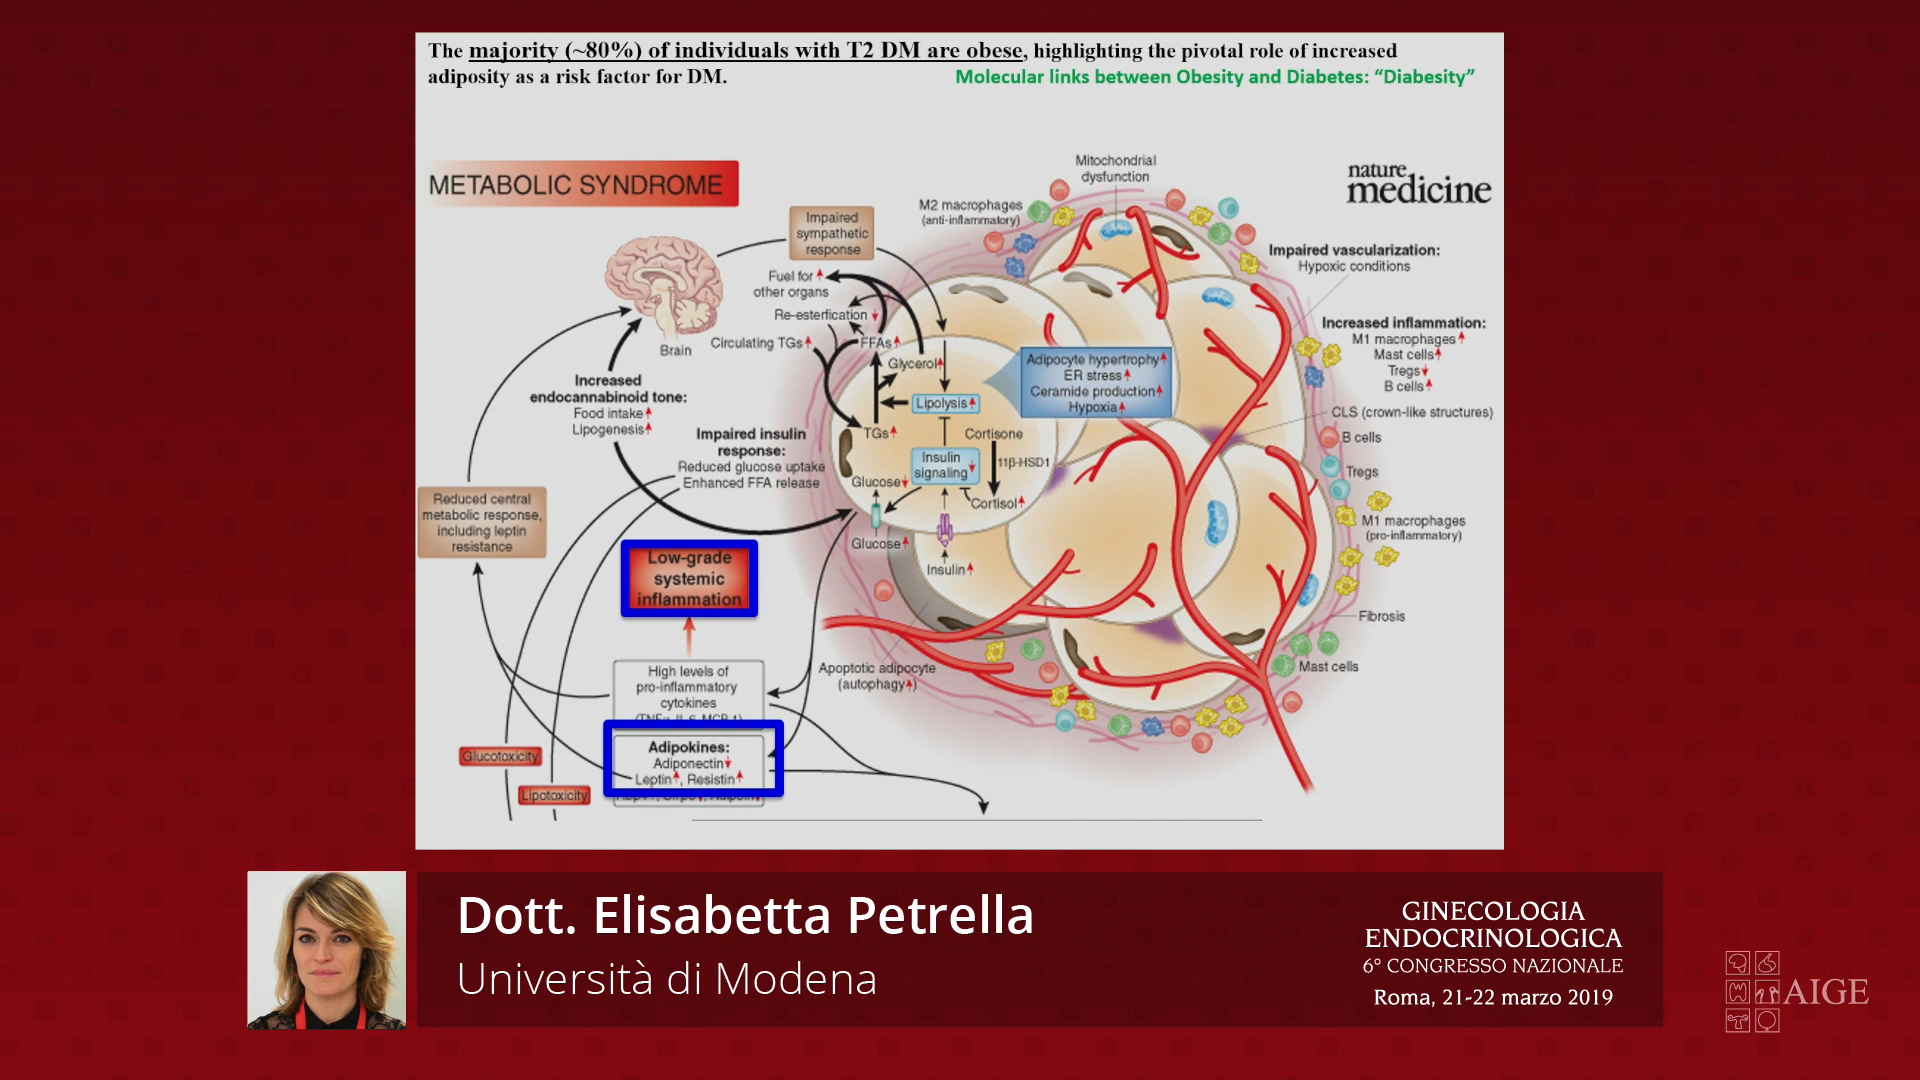 The majority (~80%) of individuals with T2 DM are obese, highlighting the pivotal role of increased
adiposity as a risk factor for DM.
Molecular links between Obesity and Diabetes: “Diabesity”
METABOLIC SYNDROME
nature
medicine
Mitochondrial
dysfunction
M2 macrophages
(anti-inflammatory)
Impaired
sympathetic
response
Impaired vascularization:
Hypoxic conditions
Fuel for
other organs
Re-esterfication
Circulating TGs
FFAs
Glycerol
Brain
Increased inflammation:
M1 macrophages
Mast cells
Tregs
B cells
Adipocyte hypertrophy
ER stress
Ceramide production
Hypoxia
Increased
endocannabinoid tone:
Food intake
Lipogenesis
Lipolysis
CLS (crown-like structures)
B cells
Tregs
TGs
Cortisone
Impaired insulin
response:
Reduced glucose uptake
Enhanced FFA release
Insulin
signaling
11β-HSD1
Glucose
Cortisol
Reduced central
metabolic response,
including leptin
resistance
M1 macrophages
(pro-inflammatory)
Glucose
Insulin
Low-grade
systemic
inflammation
Fibrosis
Mast cells
Apoptotic adipocyte
(autophagy)
High levels of
pro-inflammatory
cytokines
(TNFα, IL-6, MCP-1)
Adipokines:
Adiponectin
Leptin, Resistin
Glucotoxicity
Lipotoxicity
Dott. Elisabetta Petrella
Università di Modena
GINECOLOGIA
ENDOCRINOLOGICA
6° CONGRESSO NAZIONALE
Roma, 21-22 marzo 2019
AIGE